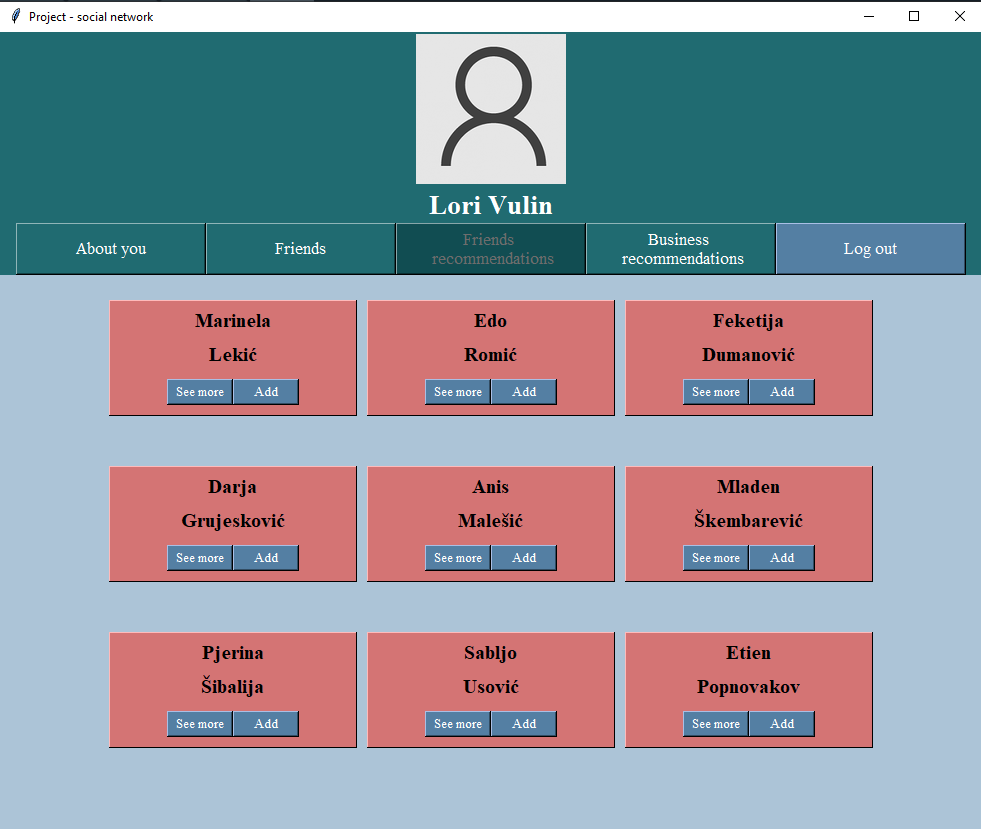 Project - social network
Lori Vulin
About you
Friends
Friends
recommendations
Business
recommendations
Log out
Marinela
Lekić
See more Add
Edo
Romić
See more Add
Feketija
Dumanović
See more Add
Darja
Grujesković
See more Add
Anis
Malešić
See more Add
Mladen
Škembarević
See more Add
Pjerina
Šibalija
See more Add
Sabljo
Usović
See more Add
Etien
Popnovakov
See more Add